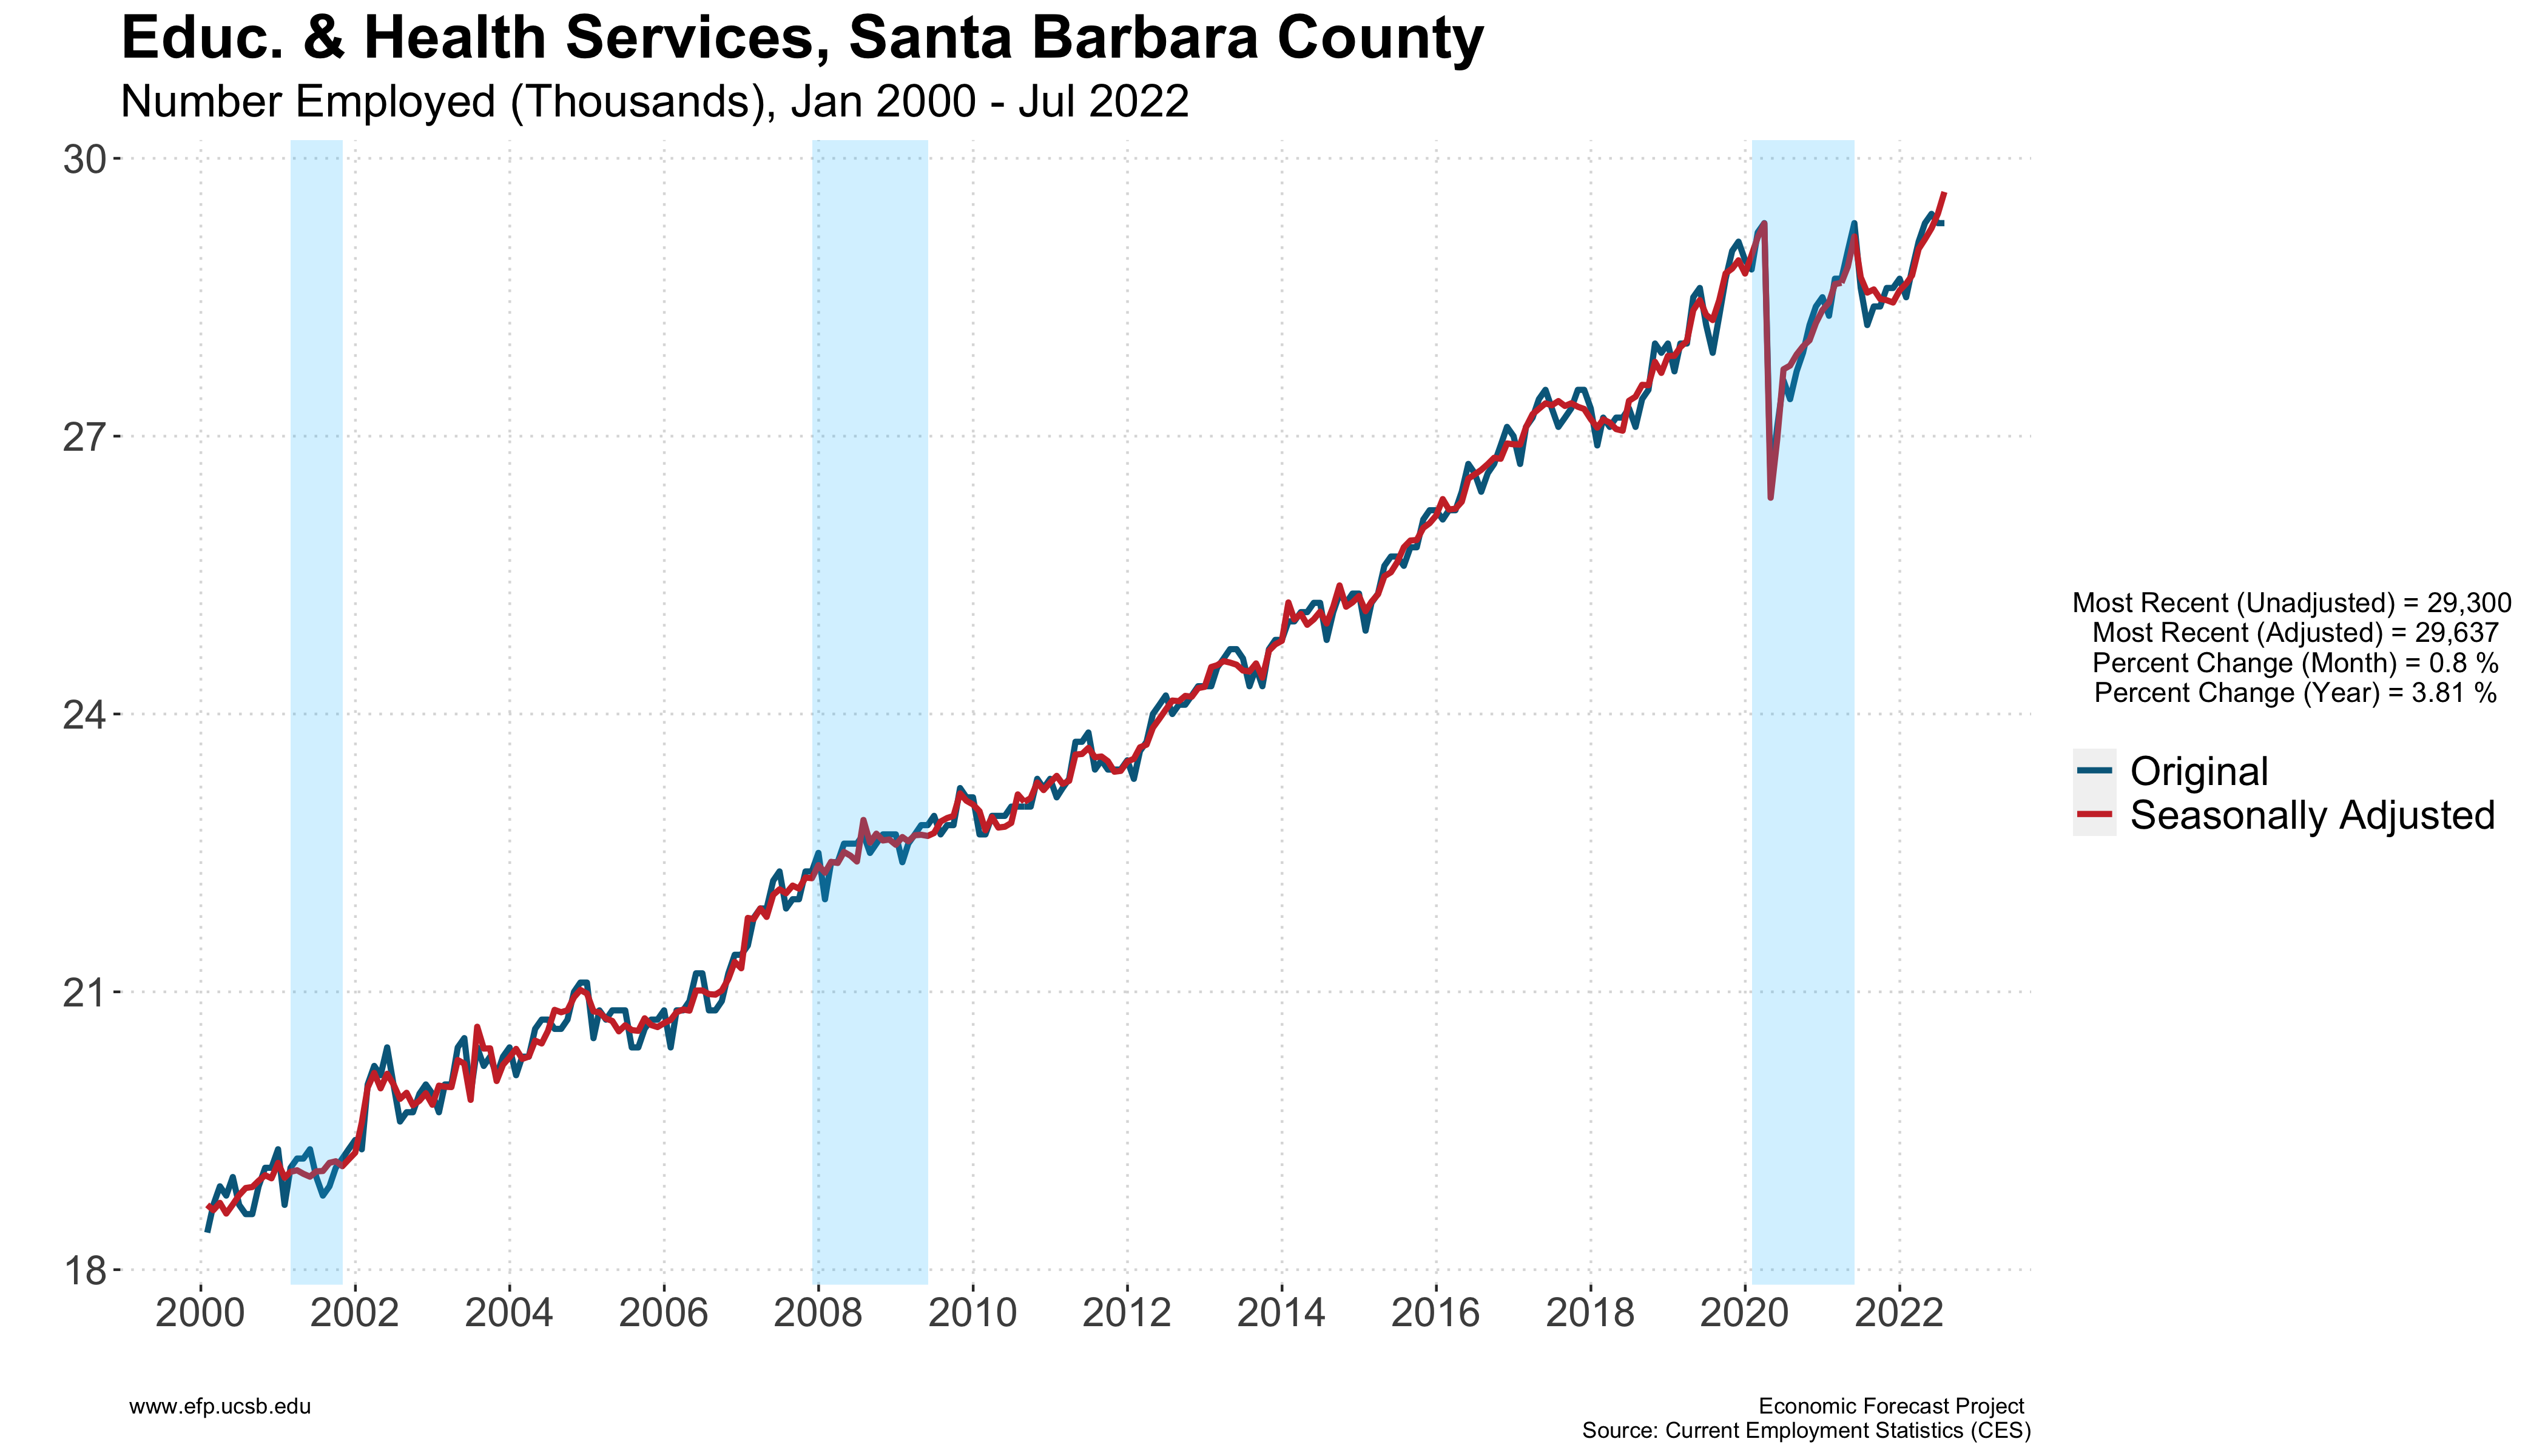 Educ. & Health Services, Santa Barbara County
Number Employed (Thousands), Jan 2000 - Jul 2022
30
27
24
21
18
2000 2002 2004 2006 2008 2010 2012 2014 2016 2018 2020 2022
Most Recent (Unadjusted) = 29,300
Most Recent (Adjusted) = 29,637
Percent Change (Month) = 0.8 %
Percent Change (Year) = 3.81 %
Original
Seasonally Adjusted
www.efp.ucsb.edu
Economic Forecast Project
Source: Current Employment Statistics (CES)